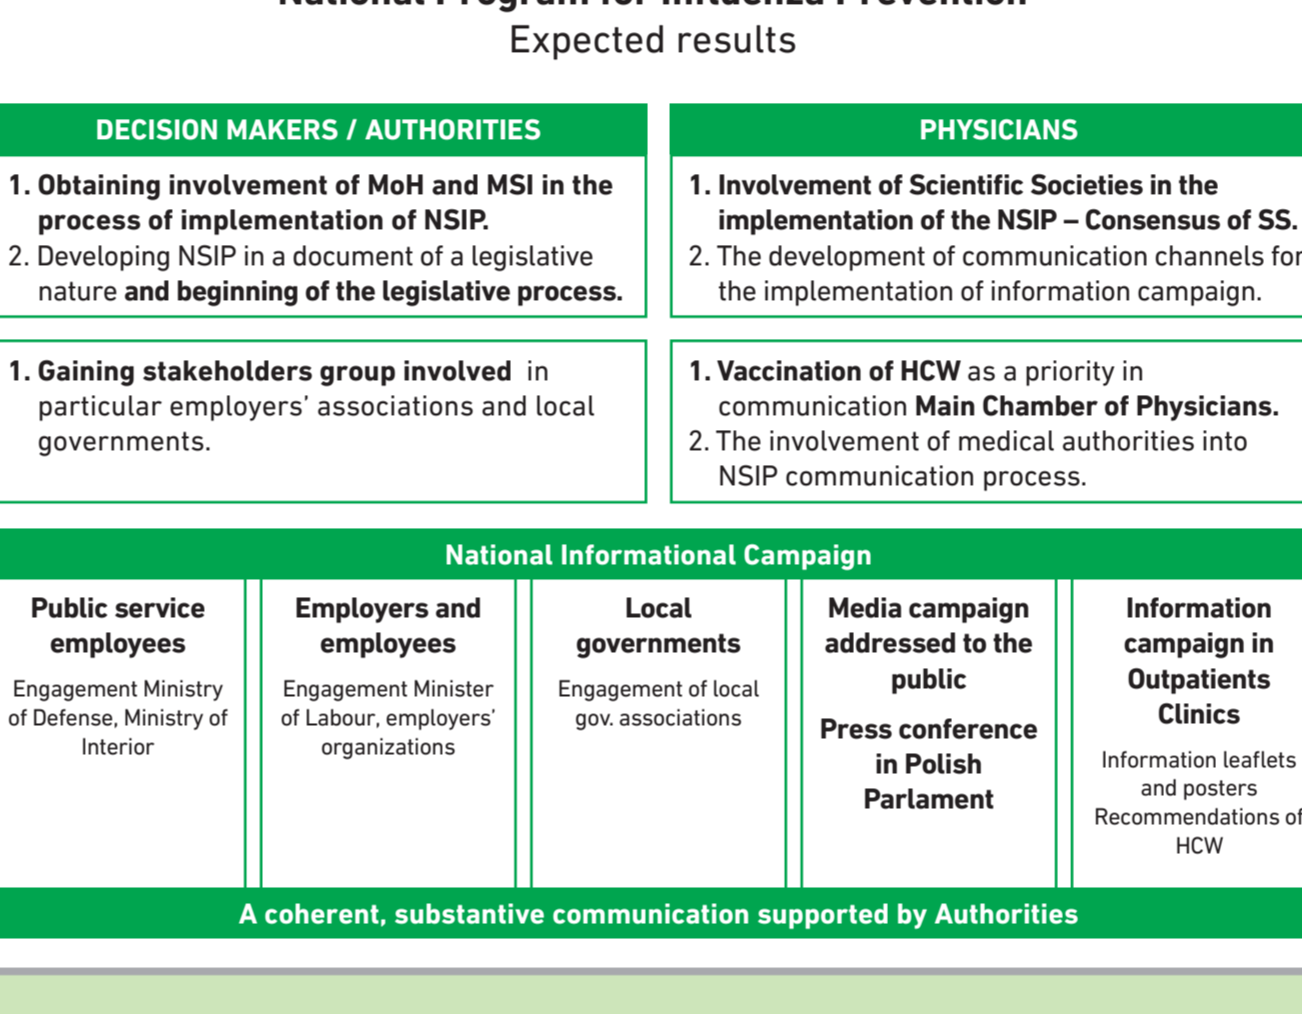 National Program for Influenza Prevention
Expected results
DECISION MAKERS / AUTHORITIES
1. Obtaining involvement of MoH and MSI in the
process of implementation of NSIP.
2. Developing NSIP in a document of a legislative
nature and beginning of the legislative process.
PHYSICIANS
1. Involvement of Scientific Societies in the
implementation of the NSIP – Consensus of SS.
2. The development of communication channels for
the implementation of information campaign.
1. Gaining stakeholders group involved in
particular employers’ associations and local
governments.
1. Vaccination of HCW as a priority in
communication Main Chamber of Physicians.
2. The involvement of medical authorities into
NSIP communication process.
National Informational Campaign
Public service
employees
Engagement Ministry
of Defense, Ministry of
Interior
Employers and
employees
Engagement Minister
of Labour, employers’
organizations
Local
governments
Engagement of local
gov. associations
Media campaign
addressed to the
public
Press conference
in Polish
Parlament
Information
campaign in
Outpatients
Clinics
Information leaflets
and posters
Recommendations of
HCW
A coherent, substantive communication supported by Authorities